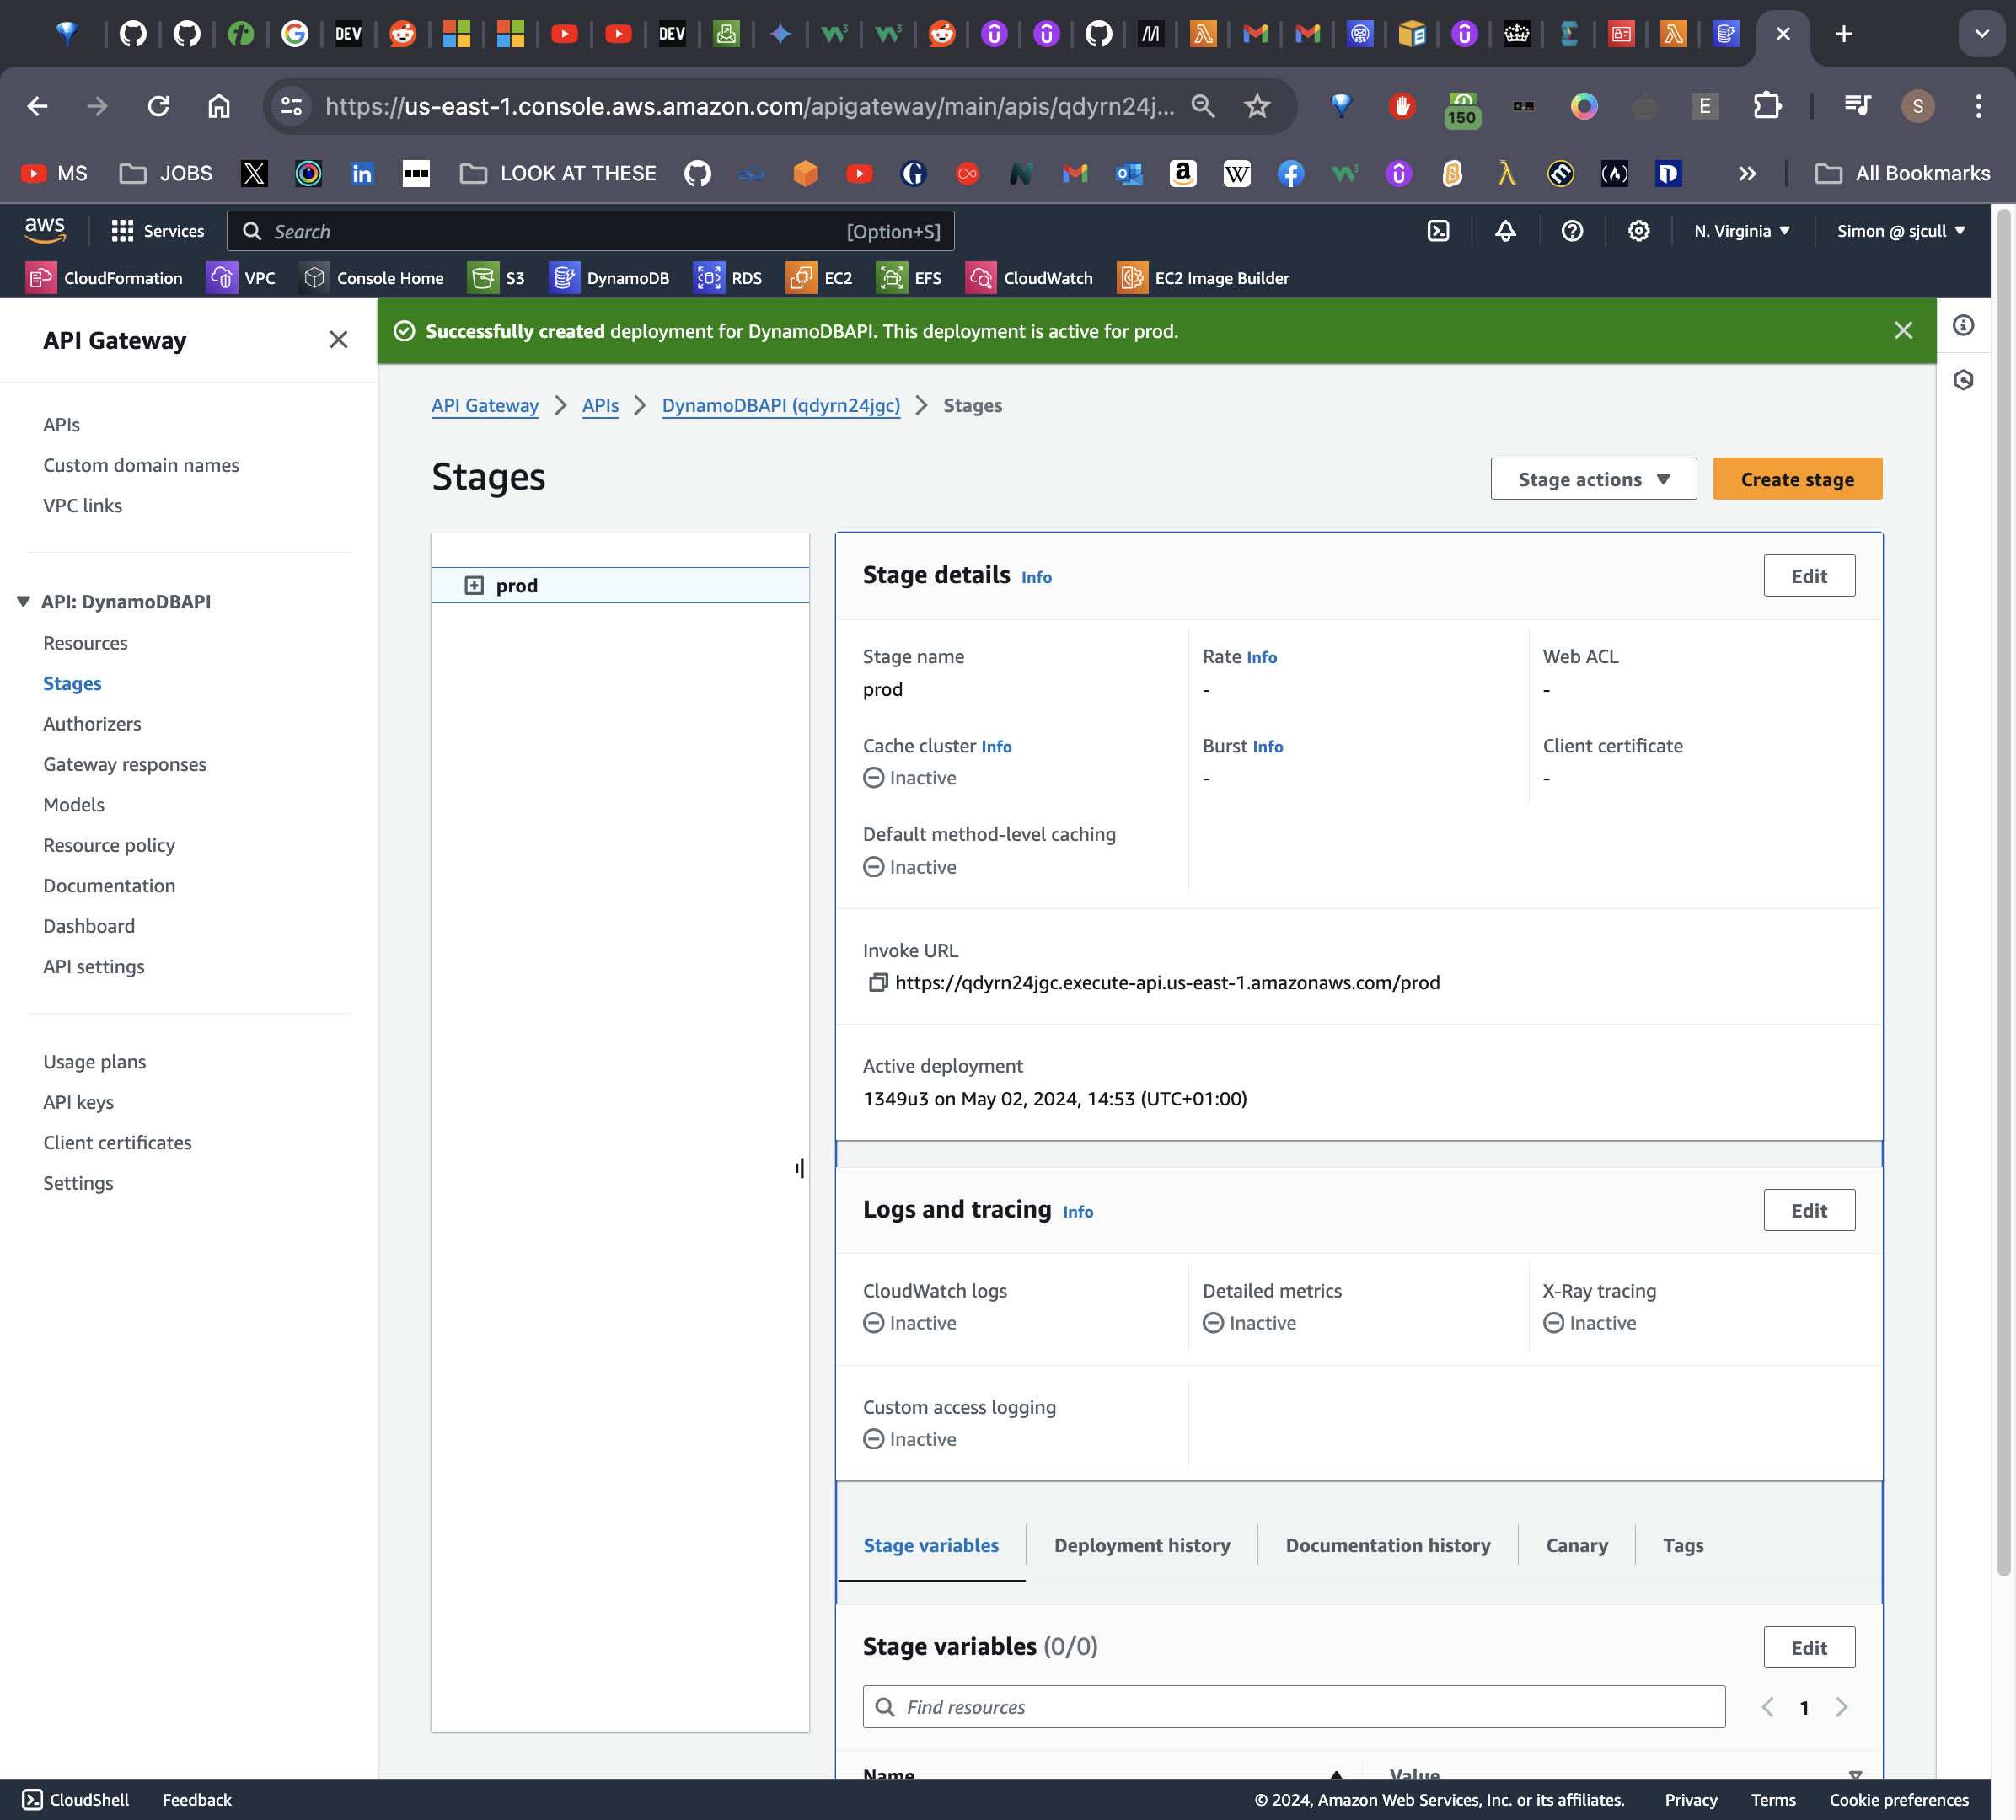 DEV
DEV
https://us-east-1.console.aws.amazon.com/apigateway/main/apis/qdyrn24j...
150
E
S
MS
JOBS
LOOK AT THESE
All Bookmarks
aws
Services
Search
[Option+S]
N. Virginia
Simon @ sjcull
CloudFormation
VPC
Console Home
S3
DynamoDB
RDS
EC2
EFS
CloudWatch
EC2 Image Builder
API Gateway
Successfully created deployment for DynamoDBAPI. This deployment is active for prod.
APIs
Custom domain names
VPC links
API: DynamoDBAPI
Resources
Stages
Authorizers
Gateway responses
Models
Resource policy
Documentation
Dashboard
API settings
Usage plans
API keys
Client certificates
Settings
API Gateway
APIs
DynamoDBAPI (qdyrn24jgc)
Stages
Stages
Stage actions
Create stage
prod
Stage details Info
Edit
Stage name
prod
Rate Info
-
Web ACL
-
Cache cluster Info
Inactive
Burst Info
-
Client certificate
-
Default method-level caching
Inactive
Invoke URL
https://qdyrn24jgc.execute-api.us-east-1.amazonaws.com/prod
Active deployment
1349u3 on May 02, 2024, 14:53 (UTC+01:00)
Logs and tracing Info
Edit
CloudWatch logs
Inactive
Detailed metrics
Inactive
X-Ray tracing
Inactive
Custom access logging
Inactive
Stage variables
Deployment history
Documentation history
Canary
Tags
Stage variables (0/0)
Edit
Find resources
1
Name
Value
CloudShell
Feedback
© 2024, Amazon Web Services, Inc. or its affiliates.
Privacy
Terms
Cookie preferences